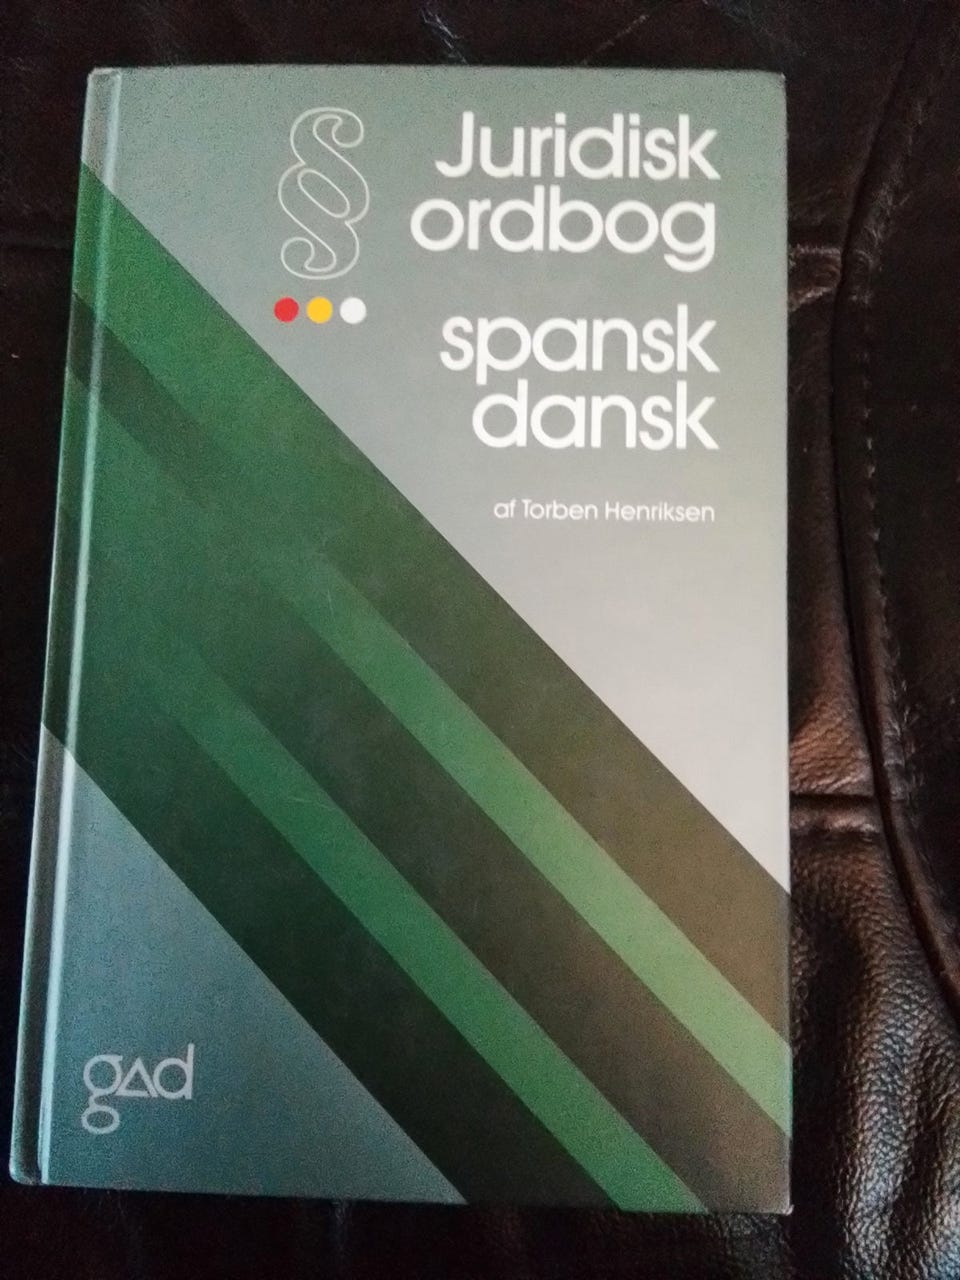 §
Juridisk
ordbog
spansk
dansk
af Torben Henriksen
gad